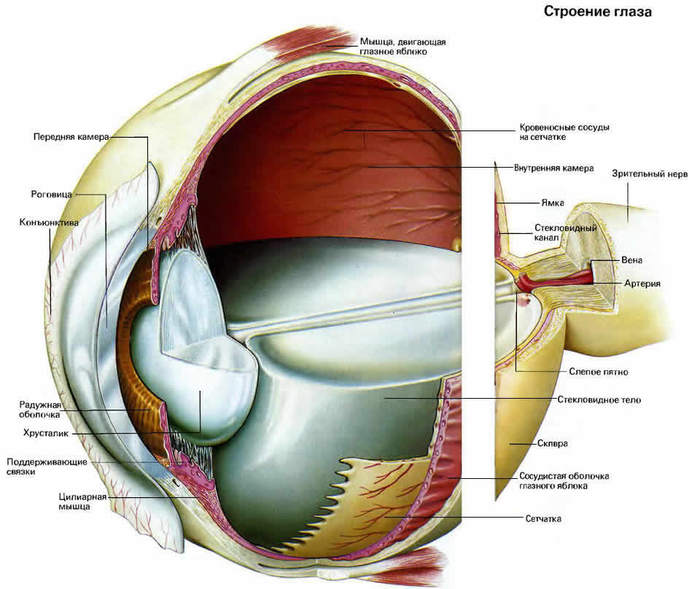 Строение глаза
Мышца, двигающая
глазное яблоко
Передняя камера
Роговица
Конъюнктива
Радужная
оболочка
Хрусталик
Поддерживающие
связки
Цилиарная
мышца
Кровеносные сосуды
на сетчатке
Внутренняя камера
Зрительный нерв
Ямка
Стекловидный
канал
Вена
Артерия
Слепое пятно
Стекловидное тело
Склвра
Сосудистая оболочка
глазного яблока
Сетчатка